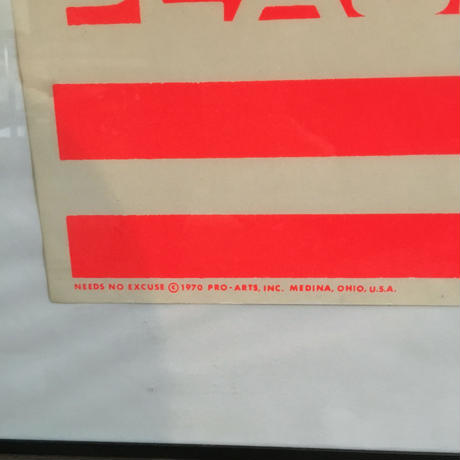 NEEDS NO EXCUSE © 1970 PRO-ARTS, INC. MEDINA, OHIO, U.S.A.